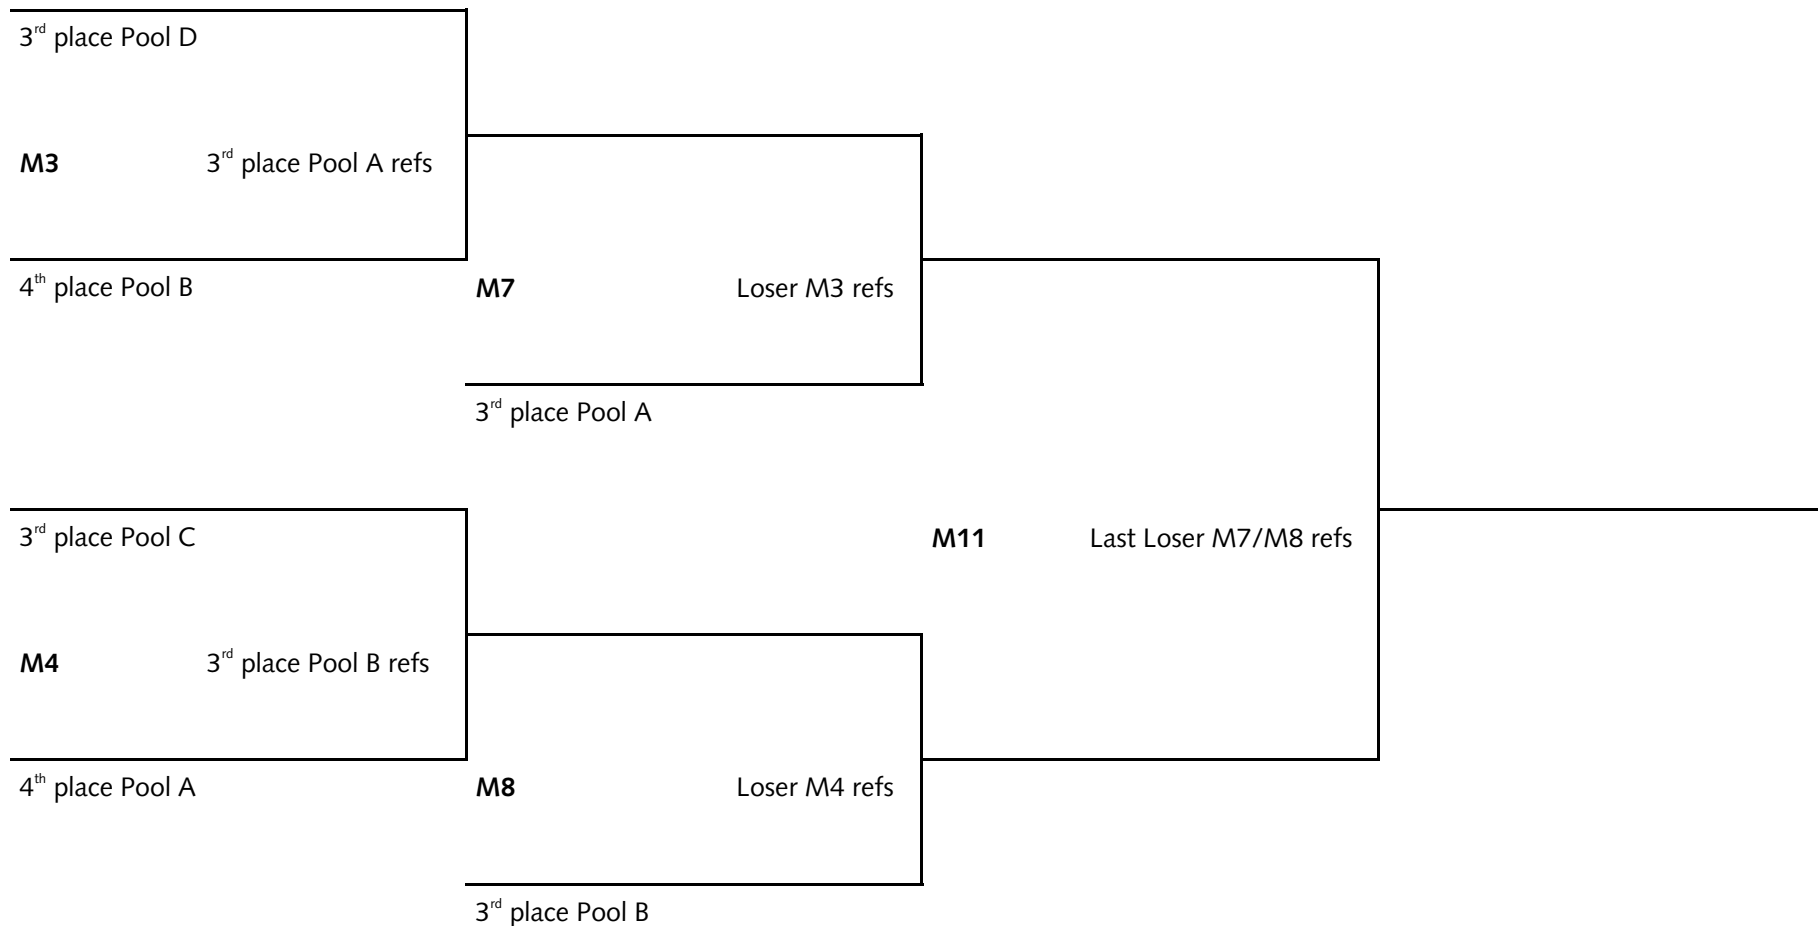 3rd place Pool D
M3 3rd place Pool A refs
4th place Pool B
M7 Loser M3 refs
3rd place Pool A
3rd place Pool C
M11 Last Loser M7/M8 refs
M4 3rd place Pool B refs
4th place Pool A
M8 Loser M4 refs
3rd place Pool B